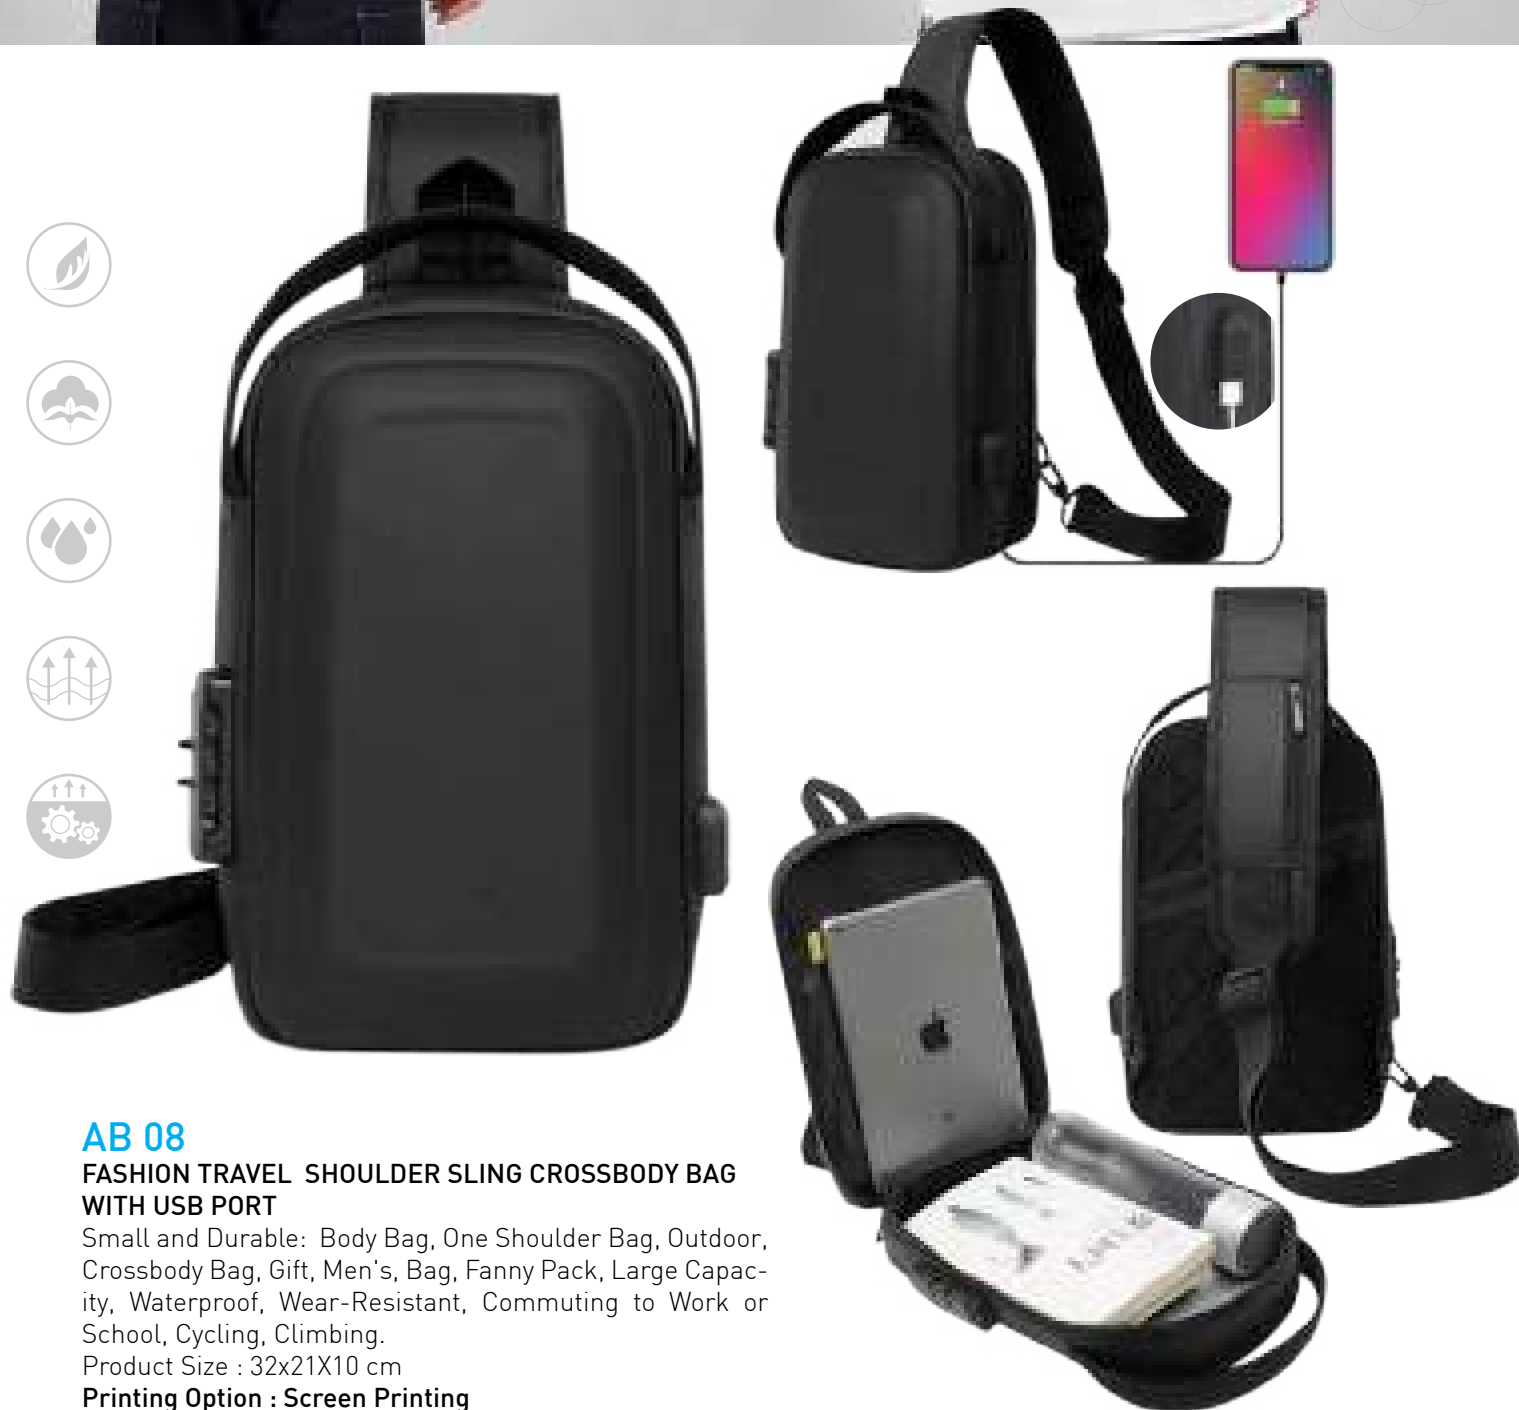 AB 08
FASHION TRAVEL  SHOULDER SLING CROSSBODY BAG
WITH USB PORT
Small and Durable:  Body Bag, One Shoulder Bag, Outdoor,
Crossbody Bag, Gift, Men's, Bag, Fanny Pack, Large Capac-
ity, Waterproof, Wear-Resistant, Commuting to Work or
School, Cycling, Climbing.
Product Size : 32x21X10 cm
Printing Option : Screen Printing